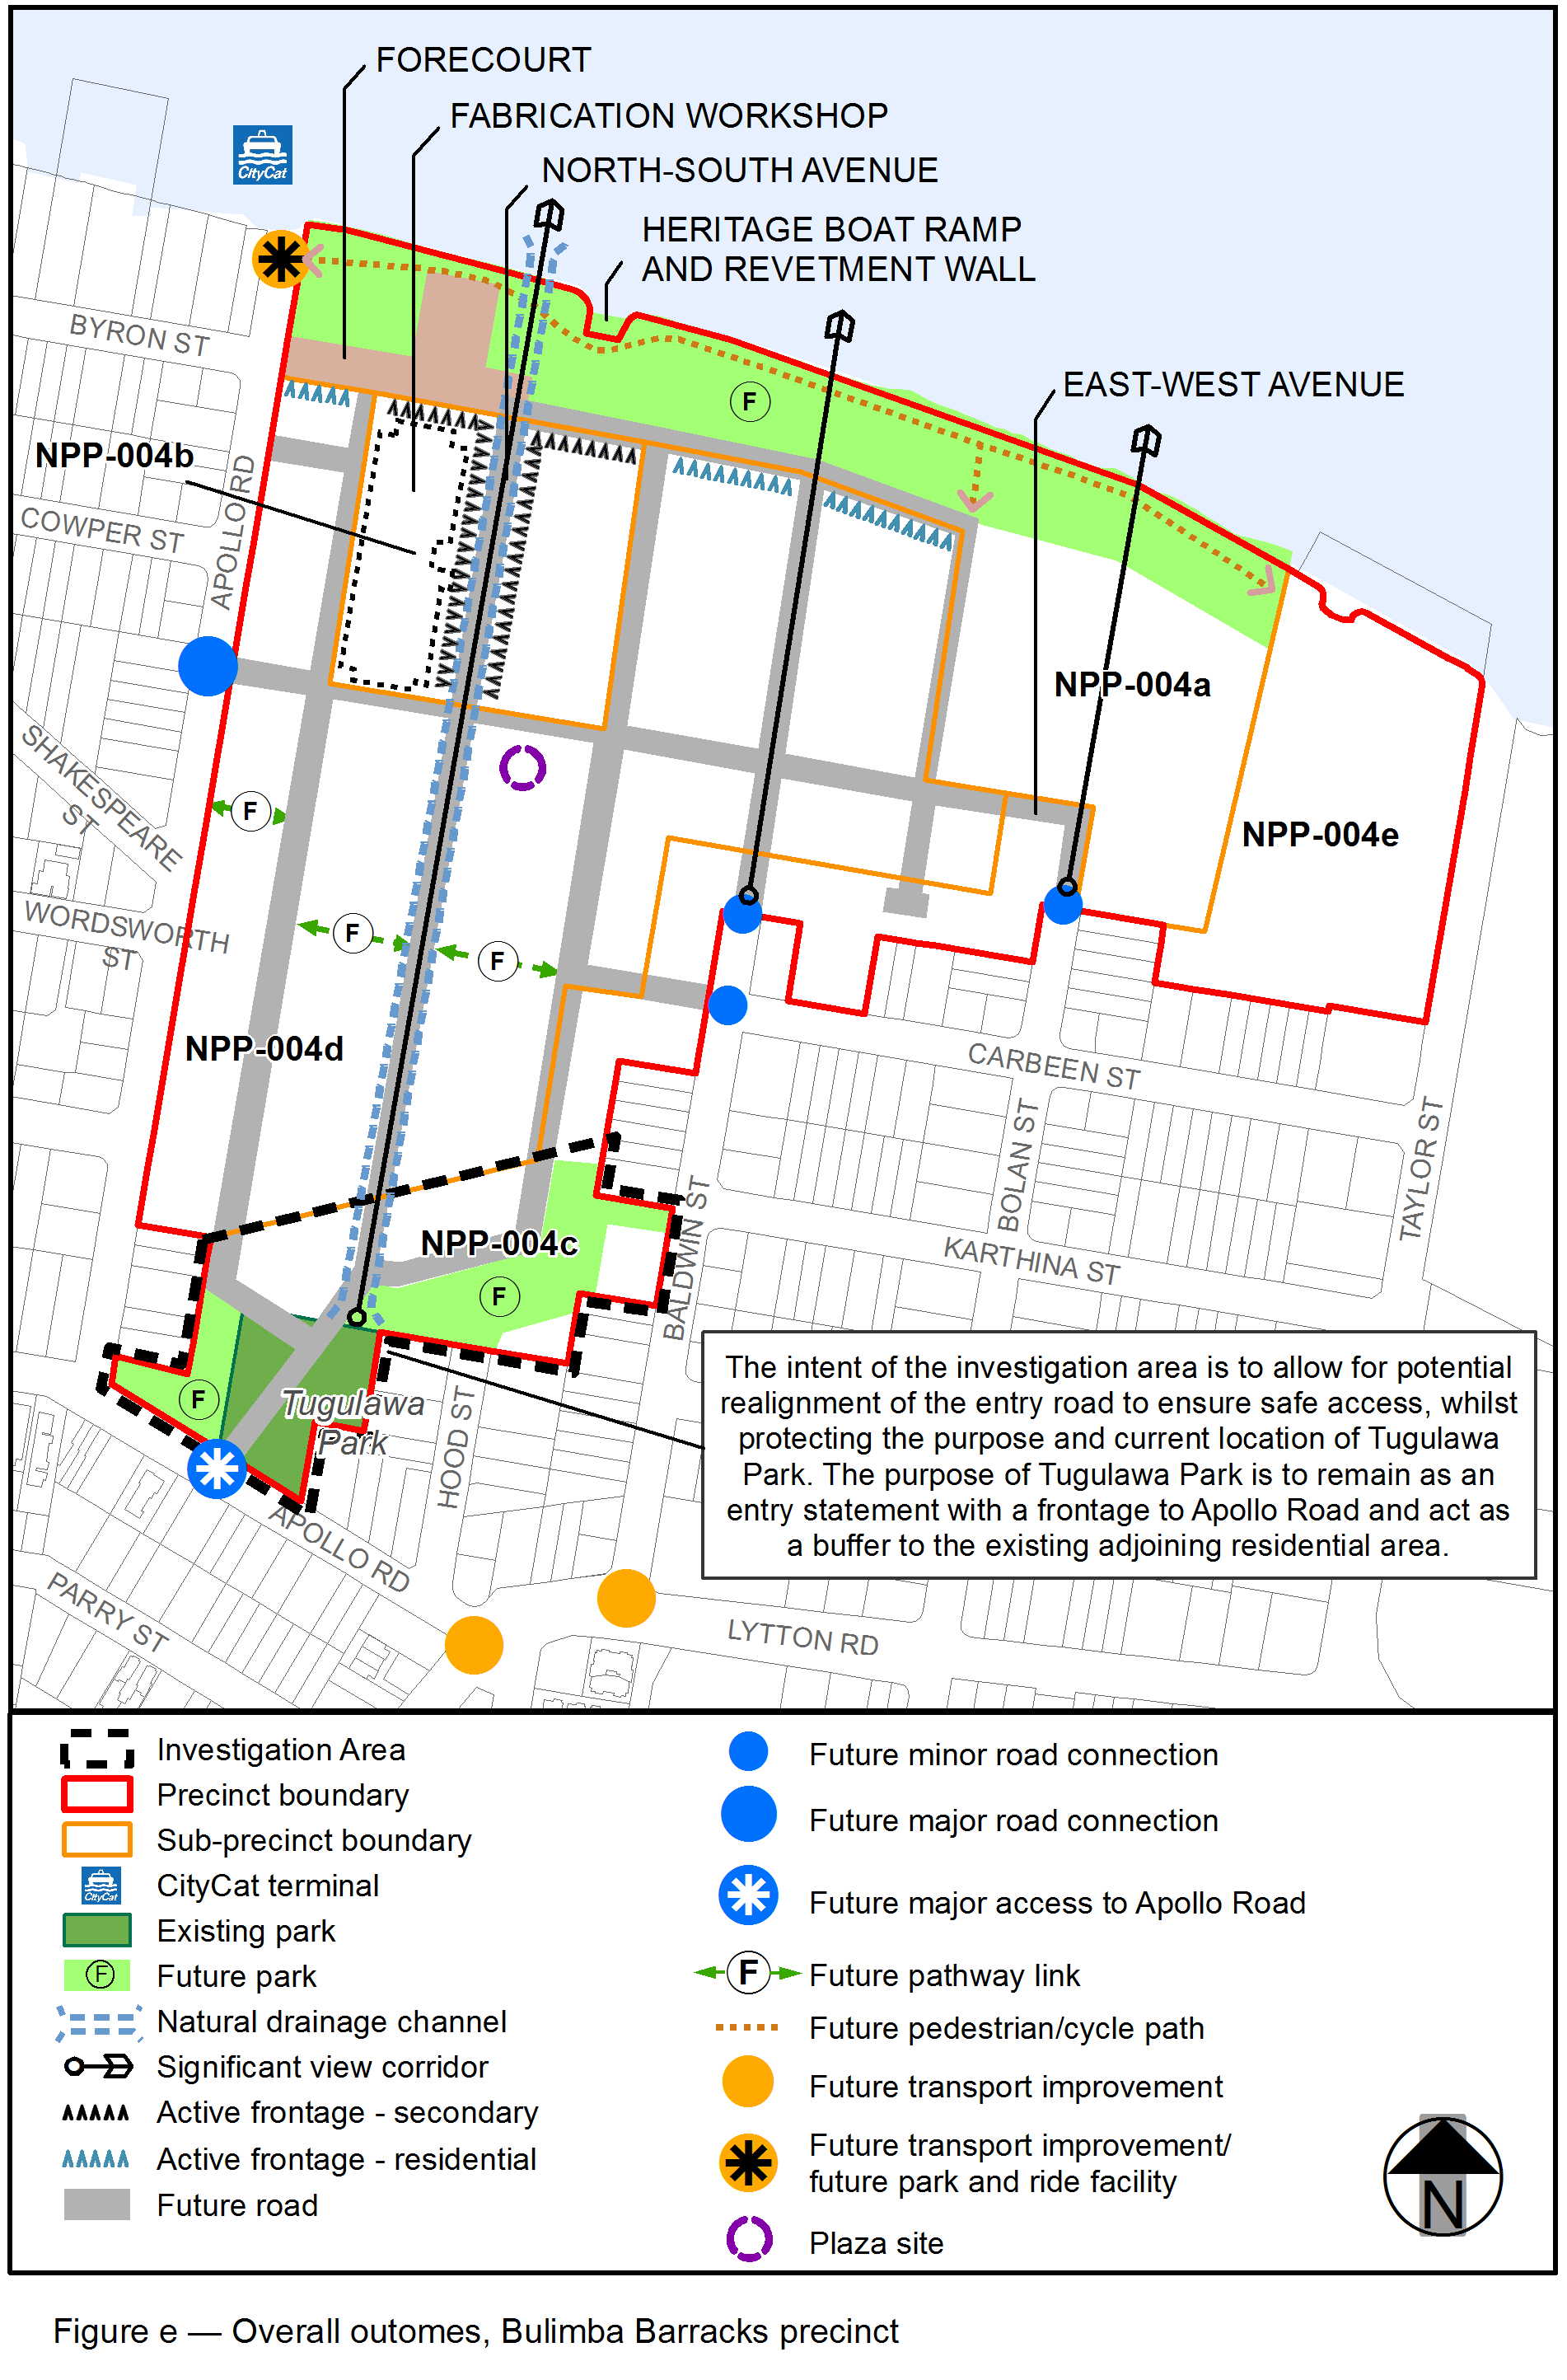 FORECOURT
FABRICATION WORKSHOP
CityCat
NORTH-SOUTH AVENUE
HERITAGE BOAT RAMP
AND REVETMENT WALL
BYRON ST
F
EAST-WEST AVENUE
NPP-004b
APOLLO RD
COWPER ST
NPP-004a
SHAKESPEARE
ST
F
NPP-004e
WORDSWORTH
ST
F
F
NPP-004d
CARBEEN ST
BOLAN ST
TAYLOR ST
NPP-004c
BALDWIN ST
KARTHINA ST
F
F
Tugulawa
Park
HOOD ST
The intent of the investigation area is to allow for potential
realignment of the entry road to ensure safe access, whilst
protecting the purpose and current location of Tugulawa
Park. The purpose of Tugulawa Park is to remain as an
entry statement with a frontage to Apollo Road and act as
a buffer to the existing adjoining residential area.
APOLLO RD
PARRY ST
LYTTON RD
Investigation Area
Precinct boundary
Sub-precinct boundary
CityCat
CityCat terminal
Existing park
F
Future park
Natural drainage channel
Significant view corridor
Active frontage - secondary
Active frontage - residential
Future road
Future minor road connection
Future major road connection
Future major access to Apollo Road
F
Future pathway link
Future pedestrian/cycle path
Future transport improvement
Future transport improvement/
future park and ride facility
Plaza site
N
Figure e — Overall outomes, Bulimba Barracks precinct